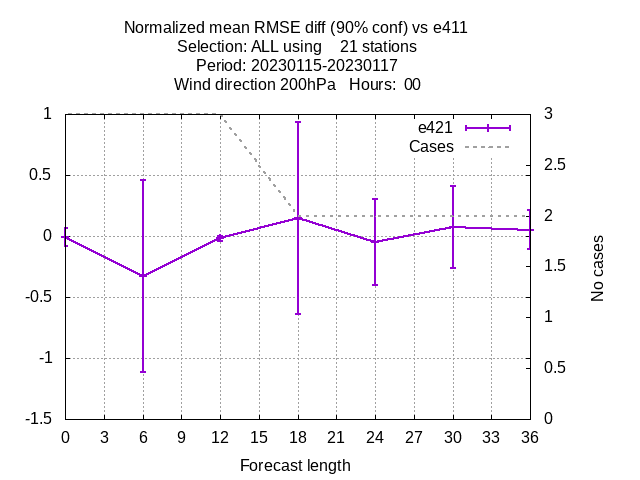 Normalized mean RMSE diff (90% conf) vs e411
Selection: ALL using    21 stations
Period: 20230115-20230117
Wind direction 200hPa   Hours:  00
1
0.5
0
-0.5
-1
-1.5
3
2.5
2
1.5
1
0.5
0
e421
Cases
No cases
0 3 6 9 12 15 18 21 24 27 30 33 36
Forecast length